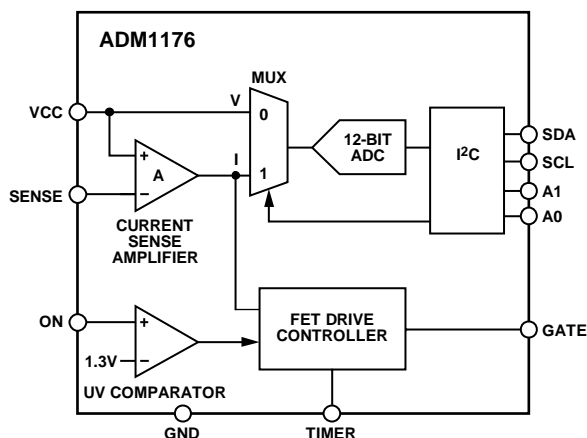 ADM1176
MUX
VCC
V
0
12-BIT
ADC
I²C
SDA
SCL
A1
A0
I
1
+
A
−
SENSE
CURRENT
SENSE
AMPLIFIER
ON
+
1.3V
−
UV COMPARATOR
FET DRIVE
CONTROLLER
GATE
GND
TIMER